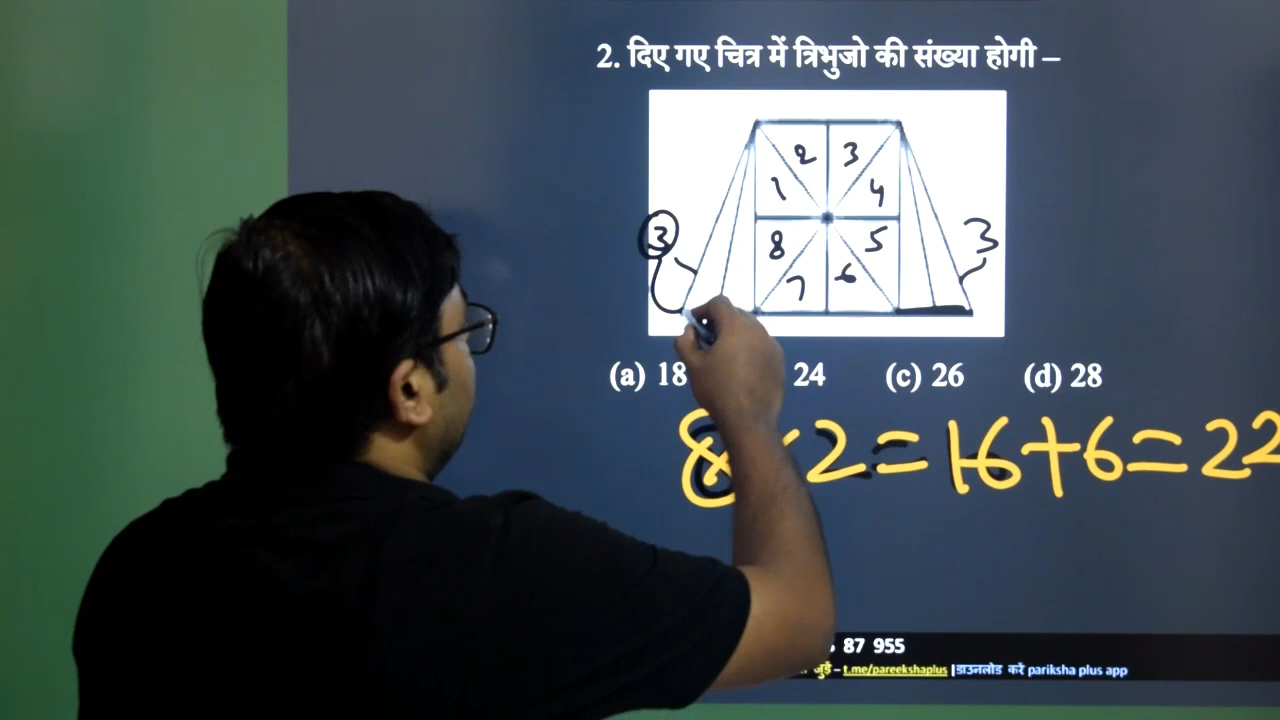 2. दिए गए चित्र में त्रिभुजो की संख्या होगी –
2 3
1 4
3 8 5 3
7 6
(a) 18 24 (c) 26 (d) 28
8×2=16+6=22
87 955
जुड़ें – t.me/pareekshaplus | डाउनलोड करें pariksha plus app